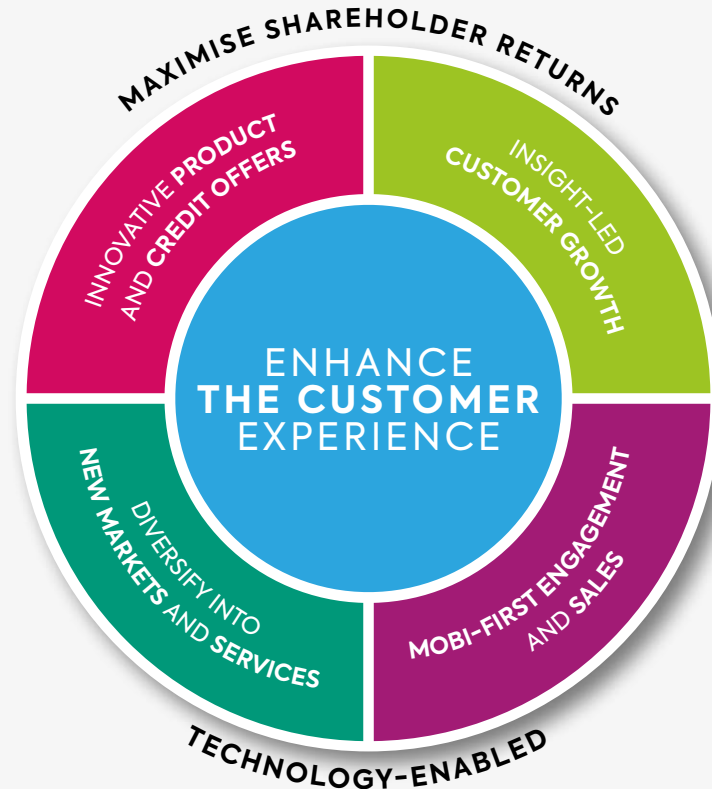 MAXIMISE SHAREHOLDER RETURNS
INNOVATIVE PRODUCT
AND CREDIT OFFERS
INSIGHT-LED
CUSTOMER GROWTH
ENHANCE
THE CUSTOMER
EXPERIENCE
DIVERSIFY INTO
NEW MARKETS AND SERVICES
MOBI-FIRST ENGAGEMENT
AND SALES
TECHNOLOGY-ENABLED